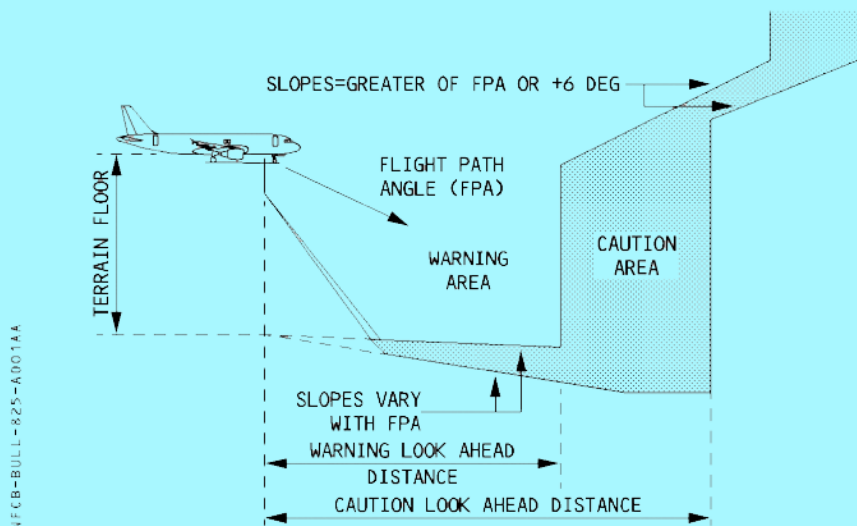 SLOPES=GREATER OF FPA OR +6 DEG
FLIGHT PATH
ANGLE (FPA)
TERRAIN FLOOR
WARNING
AREA
CAUTION
AREA
SLOPES VARY
WITH FPA
WARNING LOOK AHEAD
DISTANCE
CAUTION LOOK AHEAD DISTANCE
NFCB-BULL-825-A001AA